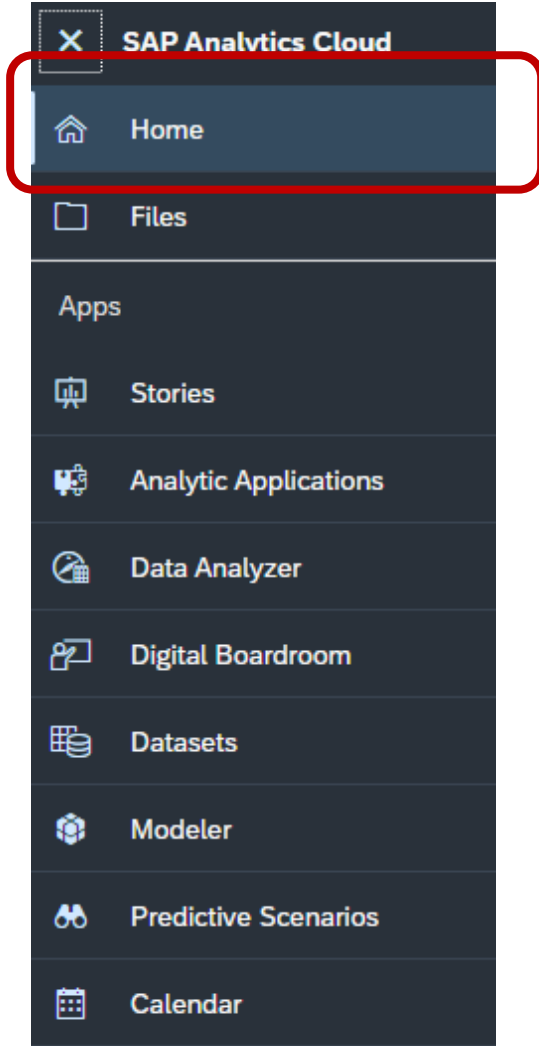 SAP Analytics Cloud
Home
Files
Apps
Stories
Analytic Applications
Data Analyzer
Digital Boardroom
Datasets
Modeler
Predictive Scenarios
Calendar